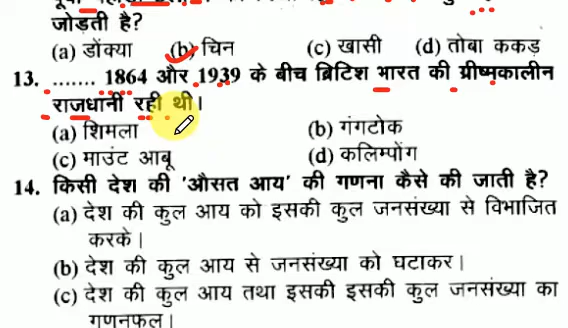 जोड़ती है?
(a) डोंक्या (b) चिन (c) खासी (d) तोबा ककड़
13. ....... 1864 और 1939 के बीच ब्रिटिश भारत की ग्रीष्मकालीन
राजधानी रही थी।
(a) शिमला (b) गंगटोक
(c) माउंट आबू (d) कलिम्पोंग
14. किसी देश की 'औसत आय' की गणना कैसे की जाती है?
(a) देश की कुल आय को इसकी कुल जनसंख्या से विभाजित
करके।
(b) देश की कुल आय से जनसंख्या को घटाकर।
(c) देश की कुल आय तथा इसकी इसकी कुल जनसंख्या का
गुणनफल।